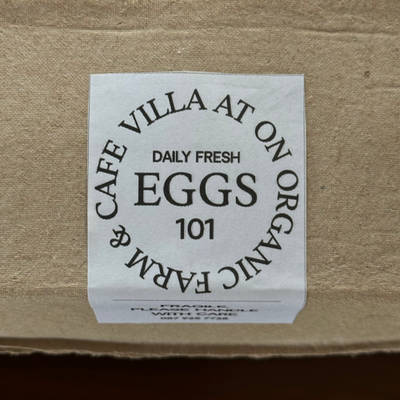 VILLA AT ON ORGANIC FARM & CAFE
DAILY FRESH
EGGS
101
FRAGILE,
PLEASE HANDLE
WITH CARE